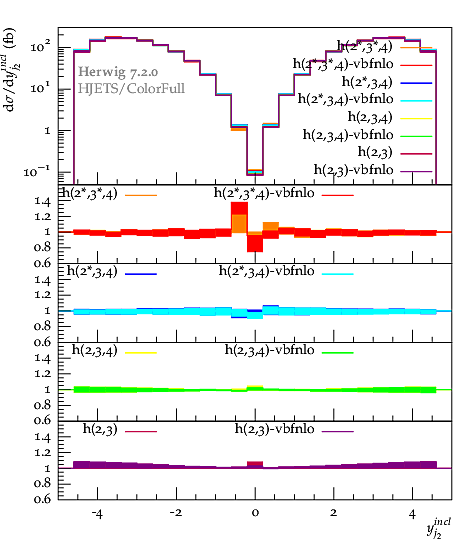 dσ/dy_{j2}^{incl} (fb)
10^2
10
1
10^{-1}
Herwig 7.2.0
HJETS/ColorFull
h(2*,3*,4)
h(2*,3*,4)-vbfnlo
h(2*,3,4)
h(2*,3,4)-vbfnlo
h(2,3,4)
h(2,3,4)-vbfnlo
h(2,3)
h(2,3)-vbfnlo
h(2*,3*,4) h(2*,3*,4)-vbfnlo
1.4
1.2
1
0.8
0.6
h(2*,3,4) h(2*,3,4)-vbfnlo
1.4
1.2
1
0.8
0.6
h(2,3,4) h(2,3,4)-vbfnlo
1.4
1.2
1
0.8
0.6
h(2,3) h(2,3)-vbfnlo
1.4
1.2
1
0.8
0.6
-4 -2 0 2 4
y_{j2}^{incl}